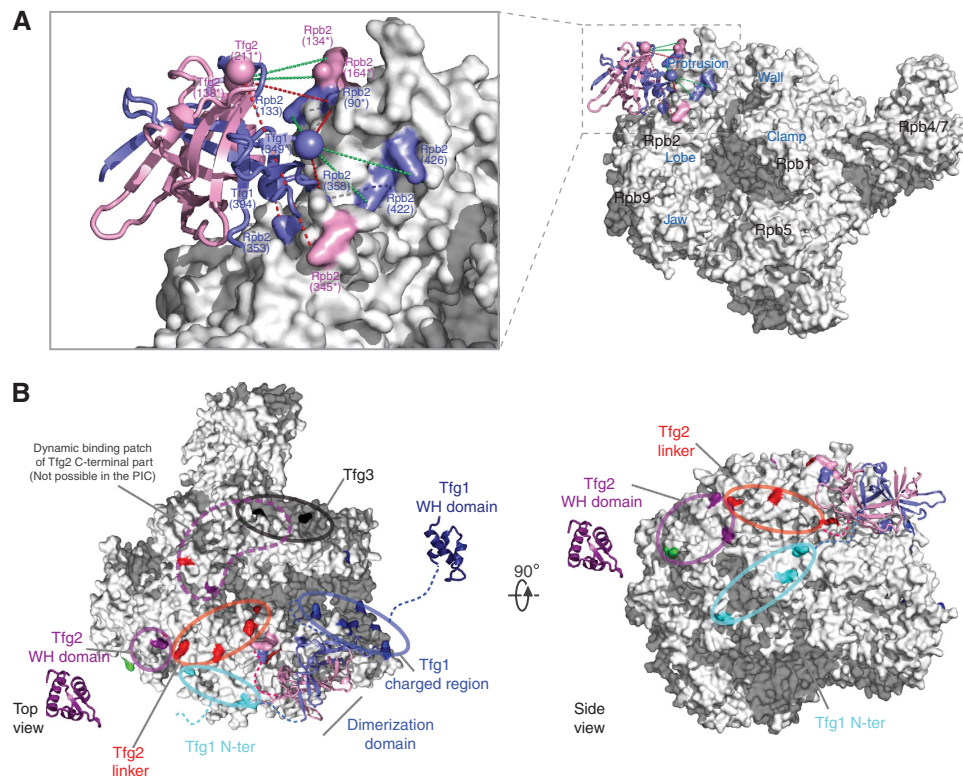 A
Tfg2
(211*)
Rpb2
(134*)
Tfg2
(138*)
Rpb2
(164*)
Rpb2
(90*)
Rpb2
(133)
Tfg1
(349*)
Rpb2
(426)
Rpb2
(358)
Tfg1
(394)
Rpb2
(422)
Rpb2
(353)
Rpb2
(345*)
Protrusion
Wall
Rpb4/7
Rpb2
Clamp
Lobe
Rpb1
Rpb9
Jaw
Rpb5
B
Dynamic binding patch
of Tfg2 C-terminal part
(Not possible in the PIC)
Tfg3
Tfg1
WH domain
Tfg2
WH domain
Tfg1
charged region
Top
view
Dimerization
domain
Tfg1 N-ter
Tfg2
linker
90°
Tfg2
linker
Tfg2
WH domain
Side
view
Tfg1 N-ter